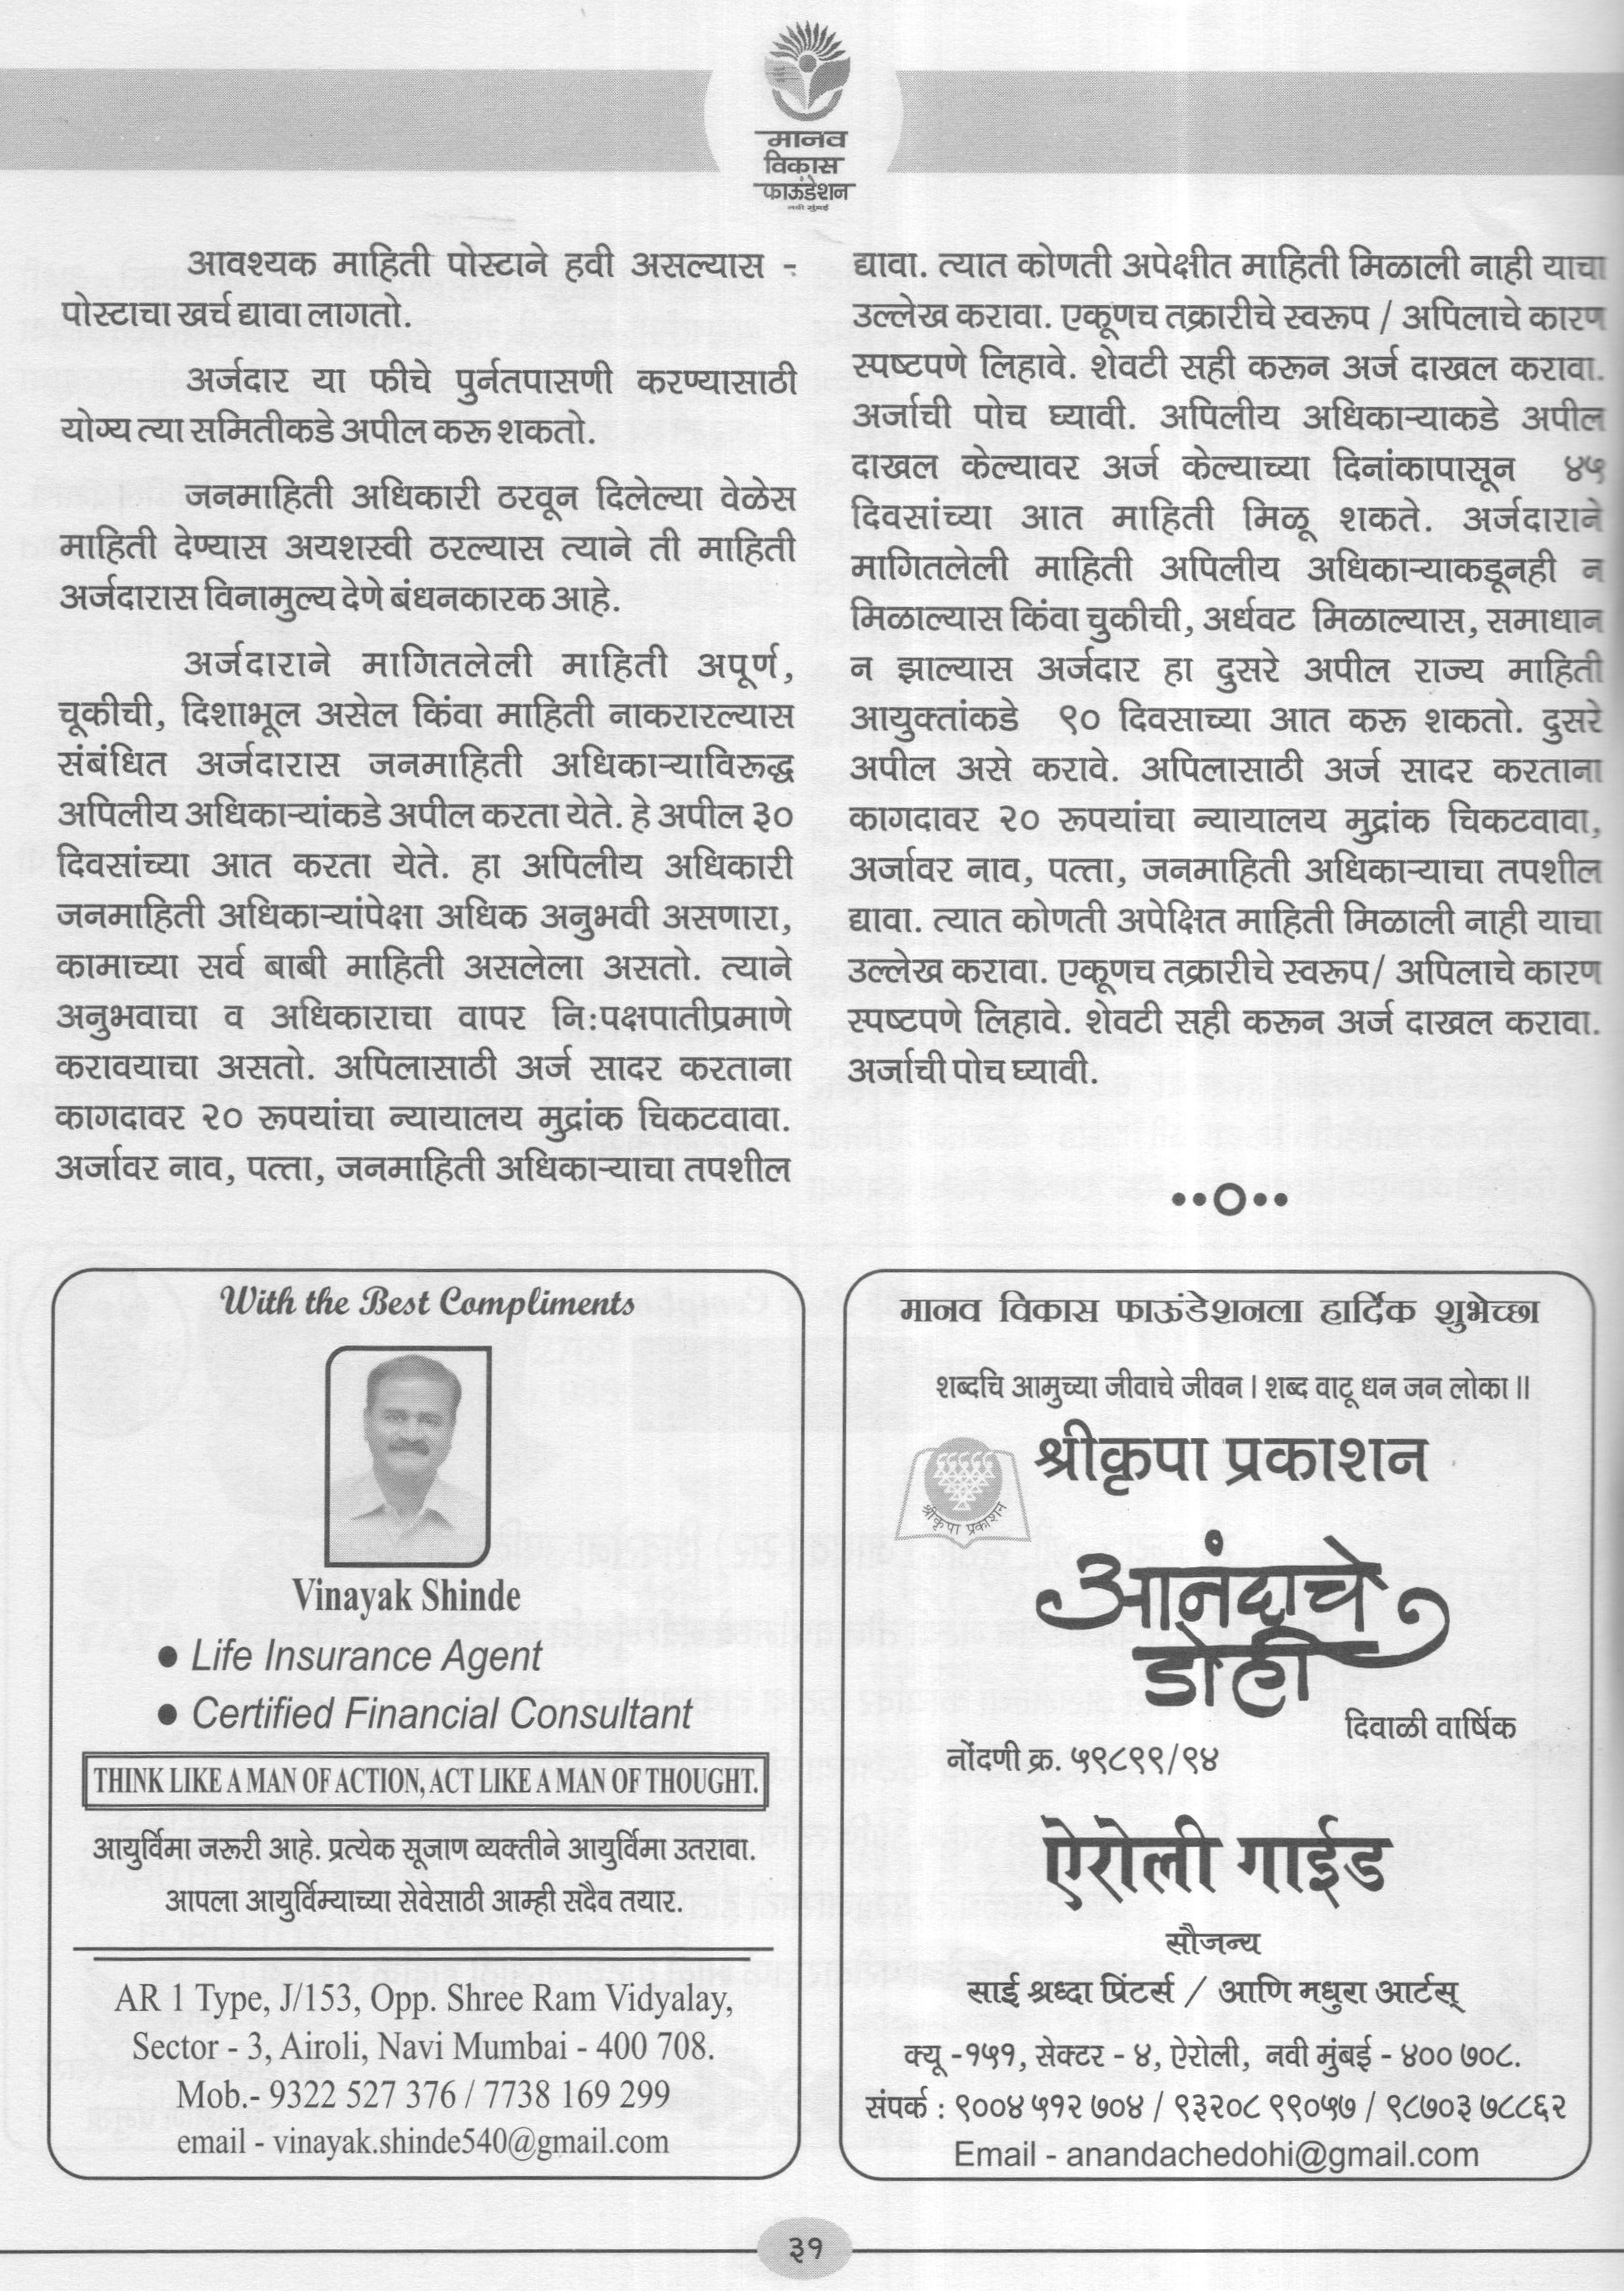 मानव
विकास
फाऊंडेशन
नवी मुंबई
आवश्यक माहिती पोस्टाने हवी असल्यास -
पोस्टाचा खर्च द्यावा लागतो.
अर्जदार या फीचे पुर्नतपासणी करण्यासाठी
योग्य त्या समितीकडे अपील करू शकतो.
जनमाहिती अधिकारी ठरवून दिलेल्या वेळेस
माहिती देण्यास अयशस्वी ठरल्यास त्याने ती माहिती
अर्जदारास विनामुल्य देणे बंधनकारक आहे.
अर्जदाराने मागितलेली माहिती अपूर्ण,
चूकीची, दिशाभूल असेल किंवा माहिती नाकरारल्यास
संबंधित अर्जदारास जनमाहिती अधिकाऱ्याविरूद्ध
अपिलीय अधिकाऱ्यांकडे अपील करता येते. हे अपील ३०
दिवसांच्या आत करता येते. हा अपिलीय अधिकारी
जनमाहिती अधिकाऱ्यांपेक्षा अधिक अनुभवी असणारा,
कामाच्या सर्व बाबी माहिती असलेला असतो. त्याने
अनुभवाचा व अधिकाराचा वापर नि:पक्षपातीप्रमाणे
करावयाचा असतो. अपिलासाठी अर्ज सादर करताना
कागदावर २० रूपयांचा न्यायालय मुद्रांक चिकटवावा.
अर्जावर नाव, पत्ता, जनमाहिती अधिकाऱ्याचा तपशील
द्यावा. त्यात कोणती अपेक्षीत माहिती मिळाली नाही याचा
उल्लेख करावा. एकूणच तक्रारीचे स्वरूप / अपिलाचे कारण
स्पष्टपणे लिहावे. शेवटी सही करून अर्ज दाखल करावा.
अर्जाची पोच घ्यावी. अपिलीय अधिकाऱ्याकडे अपील
दाखल केल्यावर अर्ज केल्याच्या दिनांकापासून ४५
दिवसांच्या आत माहिती मिळू शकते. अर्जदाराने
मागितलेली माहिती अपिलीय अधिकाऱ्याकडूनही न
मिळाल्यास किंवा चुकीची, अर्धवट मिळाल्यास, समाधान
न झाल्यास अर्जदार हा दुसरे अपील राज्य माहिती
आयुक्तांकडे ९० दिवसाच्या आत करू शकतो. दुसरे
अपील असे करावे. अपिलासाठी अर्ज सादर करताना
कागदावर २० रूपयांचा न्यायालय मुद्रांक चिकटवावा,
अर्जावर नाव, पत्ता, जनमाहिती अधिकाऱ्याचा तपशील
द्यावा. त्यात कोणती अपेक्षित माहिती मिळाली नाही याचा
उल्लेख करावा. एकूणच तक्रारीचे स्वरूप/ अपिलाचे कारण
स्पष्टपणे लिहावे. शेवटी सही करून अर्ज दाखल करावा.
अर्जाची पोच घ्यावी.
With the Best Compliments
Vinayak Shinde
● Life Insurance Agent
● Certified Financial Consultant
THINK LIKE A MAN OF ACTION, ACT LIKE A MAN OF THOUGHT.
आयुर्विमा जरूरी आहे. प्रत्येक सूजाण व्यक्तीने आयुर्विमा उतरावा.
आपला आयुर्विम्याच्या सेवेसाठी आम्ही सदैव तयार.
AR 1 Type, J/153, Opp. Shree Ram Vidyalay,
Sector - 3, Airoli, Navi Mumbai - 400 708.
Mob.- 9322 527 376 / 7738 169 299
email - vinayak.shinde540@gmail.com
मानव विकास फाऊंडेशनला हार्दिक शुभेच्छा
शब्दचि आमुच्या जीवाचे जीवन । शब्द वाटू धन जन लोका ॥
श्रीकृपा प्रकाशन
श्रीकृपा प्रकाशन
आनंदाचे
डोही
दिवाळी वार्षिक
नोंदणी क्र. ५९८९९/९४
ऐरोली गाईड
सौजन्य
साई श्रध्दा प्रिंटर्स / आणि मधुरा आर्टस्
क्यू -१५१, सेक्टर - ४, ऐरोली, नवी मुंबई - ४०० ७०८.
संपर्क : ९००४ ५१२ ७०४ / ९३२०८ ९९०५७ / ९८७०३ ७८८६२
Email - anandachedohi@gmail.com
३१